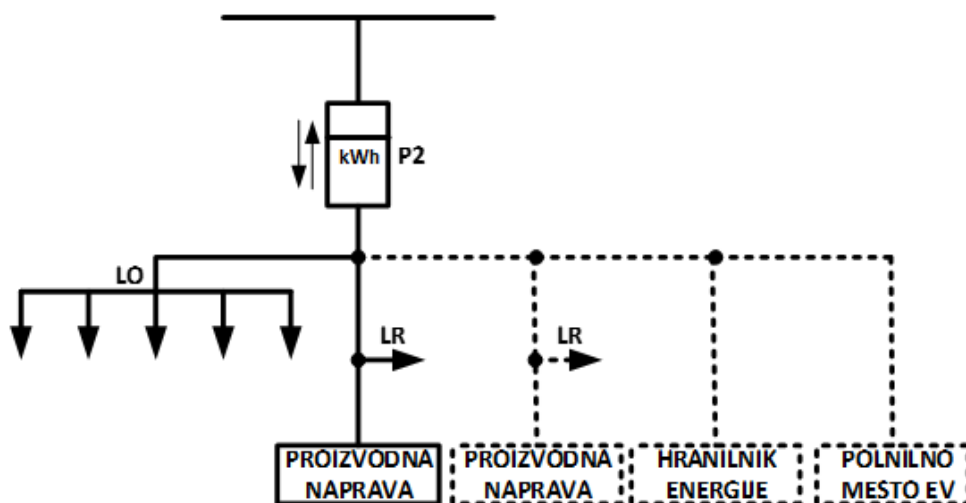 kWh P2
LO
LR LR
PROIZVODNA NAPRAVA
PROIZVODNA NAPRAVA
HRANILNIK ENERGIJE
POLNILNO MESTO EV